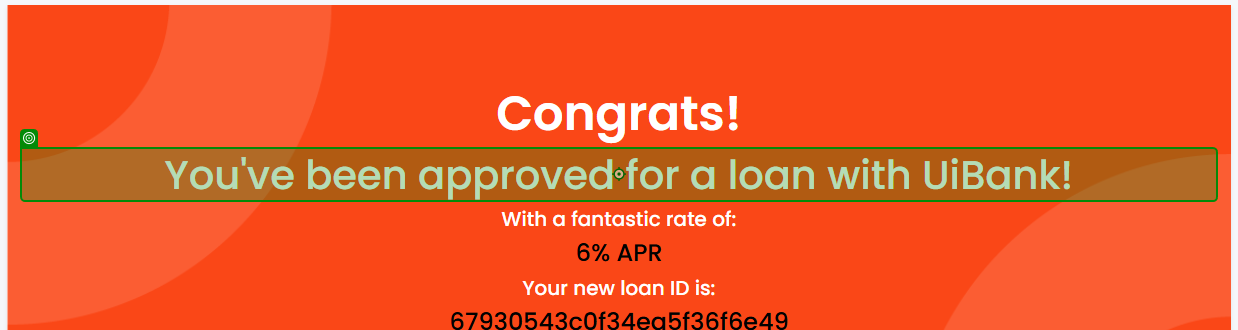 Congrats!
You've been approved for a loan with UiBank!
With a fantastic rate of:
6% APR
Your new loan ID is:
67930543c0f34ea5f36f6e49